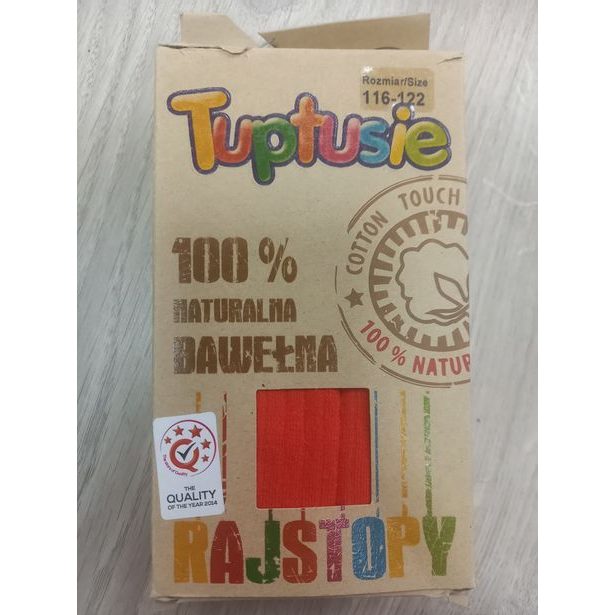 Rozmiar/Size
116-122
Tuptusie
COTTON TOUCH
100 % NATUR
100 %
NATURALNA
BAWEŁNA
THE
QUALITY
OF THE YEAR 2014
RAJSTOPY